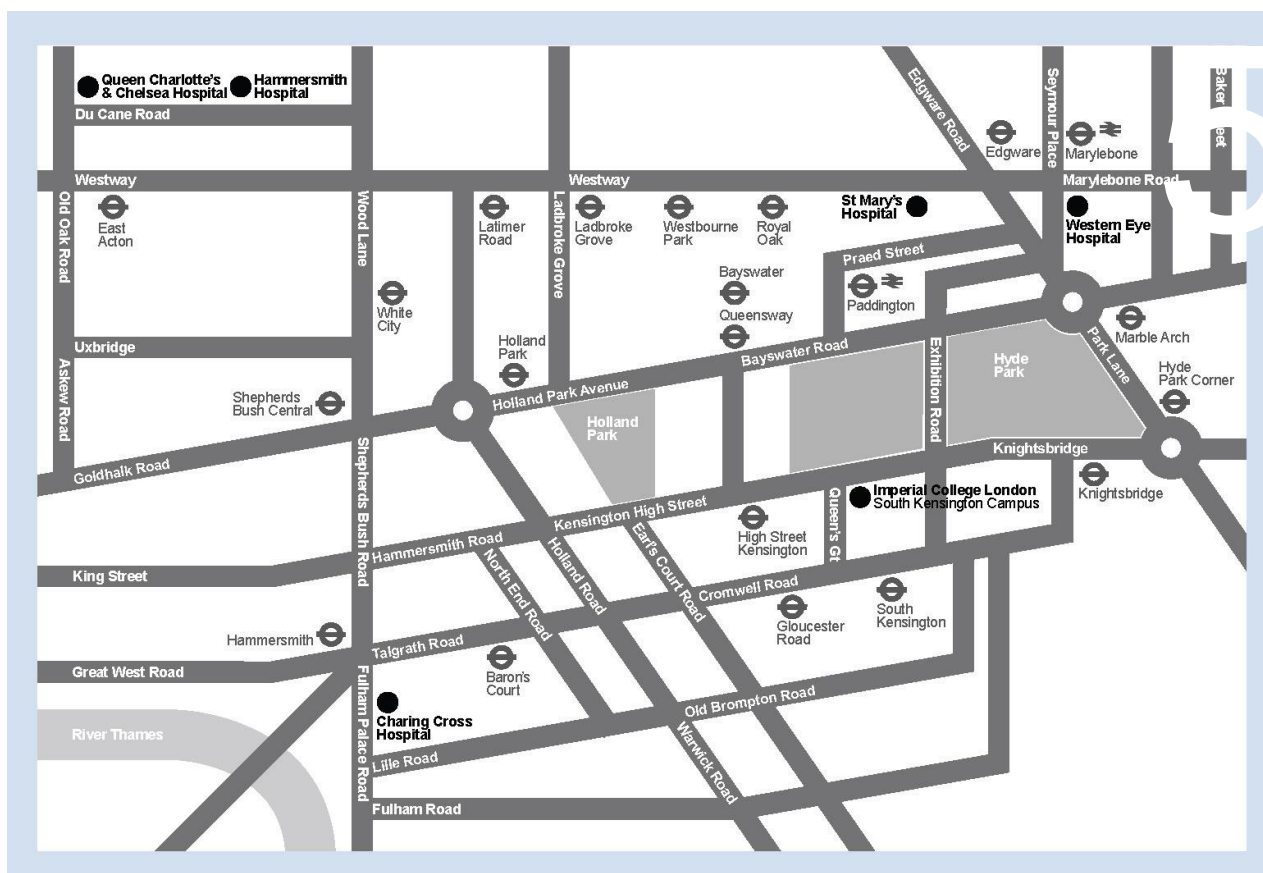 Queen Charlotte's
& Chelsea Hospital
Hammersmith
Hospital
Du Cane Road
Edgware Road
Seymour Place
Baker
Edgware
Marylebone
Westway
Westway
Marylebone Road
Old Oak Road
East
Acton
Wood Lane
Latimer
Road
Ladbroke Grove
Ladbroke
Grove
Westbourne
Park
Royal
Oak
St Mary's
Hospital
Western Eye
Hospital
Praed Street
Bayswater
Queensway
Paddington
White
City
Holland
Park
Marble Arch
Uxbridge
Askew Road
Bayswater Road
Exhibition Road
Hyde
Park
Park Lane
Hyde
Park Corner
Shepherds
Bush Central
Holland Park Avenue
Holland
Park
Goldhalk Road
Shepherds Bush Road
Knightsbridge
Knightsbridge
Kensington High Street
Queen's Gt
Imperial College London
South Kensington Campus
High Street
Kensington
Hammersmith Road
King Street
North End Road
Holland Road
Earl's Court Road
Cromwell Road
Gloucester
Road
South
Kensington
Hammersmith
Talgrath Road
Great West Road
Baron's
Court
Fulham Palace Road
Charing Cross
Hospital
Old Brompton Road
Warwick Road
River Thames
Lille Road
Fulham Road